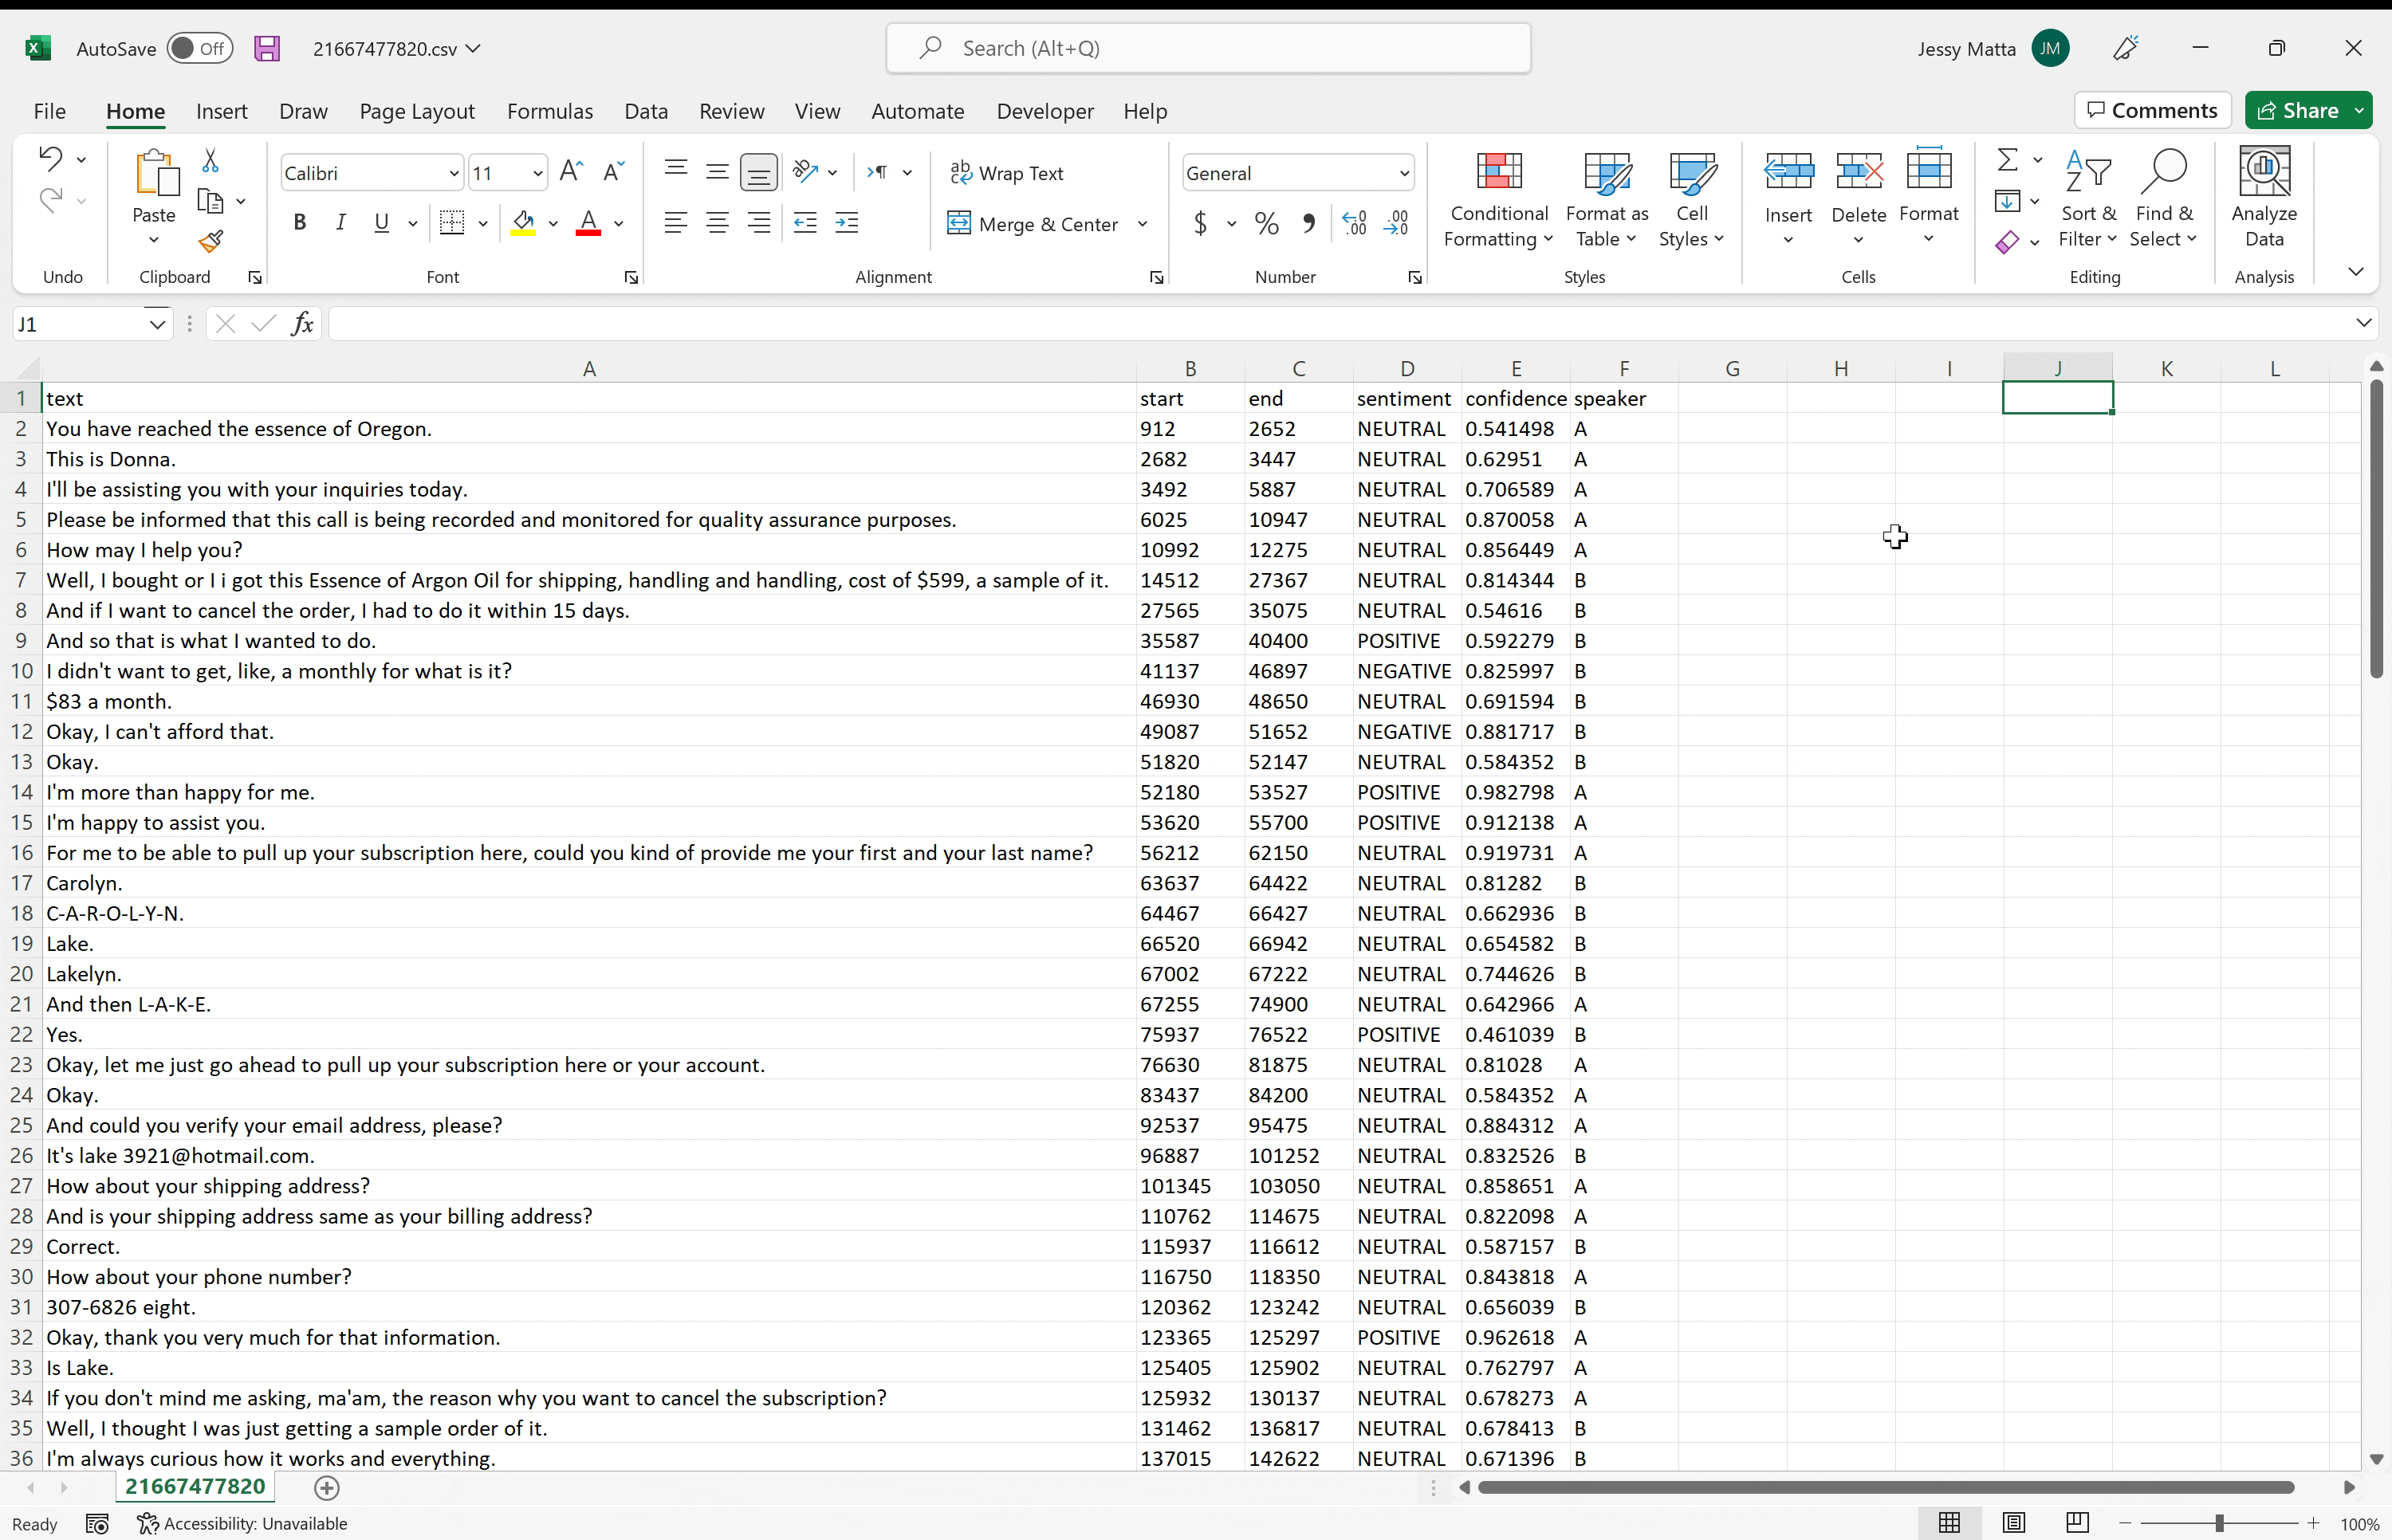 AutoSave Off 21667477820.csv Search (Alt+Q) Jessy Matta JM
File Home Insert Draw Page Layout Formulas Data Review View Automate Developer Help Comments Share
Paste Calibri 11 Wrap Text General Conditional Formatting Format as Table Cell Styles Insert Delete Format Sort & Filter Find & Select Analyze Data
B I U Merge & Center $ % 9 .00
Undo Clipboard Font Alignment Number Styles Cells Editing Analysis
J1 fx
A B C D E F G H I J K L
1 text start end sentiment confidence speaker
2 You have reached the essence of Oregon. 912 2652 NEUTRAL 0.541498 A
3 This is Donna. 2682 3447 NEUTRAL 0.62951 A
4 I'll be assisting you with your inquiries today. 3492 5887 NEUTRAL 0.706589 A
5 Please be informed that this call is being recorded and monitored for quality assurance purposes. 6025 10947 NEUTRAL 0.870058 A
6 How may I help you? 10992 12275 NEUTRAL 0.856449 A
7 Well, I bought or I i got this Essence of Argon Oil for shipping, handling and handling, cost of $599, a sample of it. 14512 27367 NEUTRAL 0.814344 B
8 And if I want to cancel the order, I had to do it within 15 days. 27565 35075 NEUTRAL 0.54616 B
9 And so that is what I wanted to do. 35587 40400 POSITIVE 0.592279 B
10 I didn't want to get, like, a monthly for what is it? 41137 46897 NEGATIVE 0.825997 B
11 $83 a month. 46930 48650 NEUTRAL 0.691594 B
12 Okay, I can't afford that. 49087 51652 NEGATIVE 0.881717 B
13 Okay. 51820 52147 NEUTRAL 0.584352 B
14 I'm more than happy for me. 52180 53527 POSITIVE 0.982798 A
15 I'm happy to assist you. 53620 55700 POSITIVE 0.912138 A
16 For me to be able to pull up your subscription here, could you kind of provide me your first and your last name? 56212 62150 NEUTRAL 0.919731 A
17 Carolyn. 63637 64422 NEUTRAL 0.81282 B
18 C-A-R-O-L-Y-N. 64467 66427 NEUTRAL 0.662936 B
19 Lake. 66520 66942 NEUTRAL 0.654582 B
20 Lakelyn. 67002 67222 NEUTRAL 0.744626 B
21 And then L-A-K-E. 67255 74900 NEUTRAL 0.642966 A
22 Yes. 75937 76522 POSITIVE 0.461039 B
23 Okay, let me just go ahead to pull up your subscription here or your account. 76630 81875 NEUTRAL 0.81028 A
24 Okay. 83437 84200 NEUTRAL 0.584352 A
25 And could you verify your email address, please? 92537 95475 NEUTRAL 0.884312 A
26 It's lake 3921@hotmail.com. 96887 101252 NEUTRAL 0.832526 B
27 How about your shipping address? 101345 103050 NEUTRAL 0.858651 A
28 And is your shipping address same as your billing address? 110762 114675 NEUTRAL 0.822098 A
29 Correct. 115937 116612 NEUTRAL 0.587157 B
30 How about your phone number? 116750 118350 NEUTRAL 0.843818 A
31 307-6826 eight. 120362 123242 NEUTRAL 0.656039 B
32 Okay, thank you very much for that information. 123365 125297 POSITIVE 0.962618 A
33 Is Lake. 125405 125902 NEUTRAL 0.762797 A
34 If you don't mind me asking, ma'am, the reason why you want to cancel the subscription? 125932 130137 NEUTRAL 0.678273 A
35 Well, I thought I was just getting a sample order of it. 131462 136817 NEUTRAL 0.678413 B
36 I'm always curious how it works and everything. 137015 142622 NEUTRAL 0.671396 B
21667477820
Ready Accessibility: Unavailable 100%